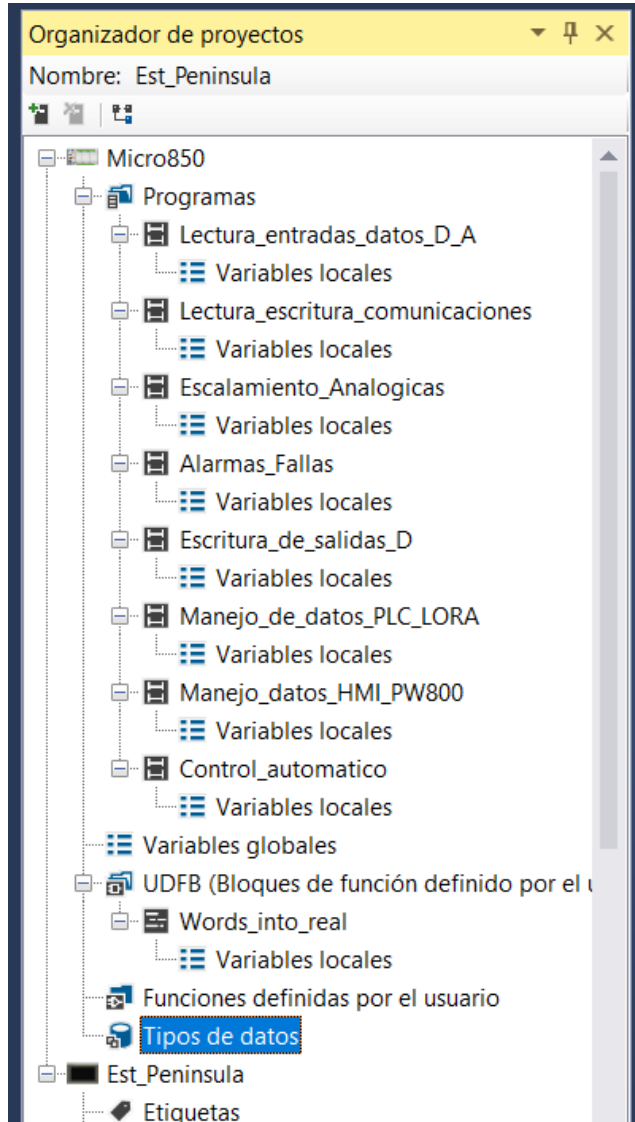 Organizador de proyectos
Nombre: Est_Peninsula
Micro850
Programas
Lectura_entradas_datos_D_A
Variables locales
Lectura_escritura_comunicaciones
Variables locales
Escalamiento_Analogicas
Variables locales
Alarmas_Fallas
Variables locales
Escritura_de_salidas_D
Variables locales
Manejo_de_datos_PLC_LORA
Variables locales
Manejo_datos_HMI_PW800
Variables locales
Control_automatico
Variables locales
Variables globales
UDFB (Bloques de función definido por el
Words_into_real
Variables locales
Funciones definidas por el usuario
Tipos de datos
Est_Peninsula
Etiquetas